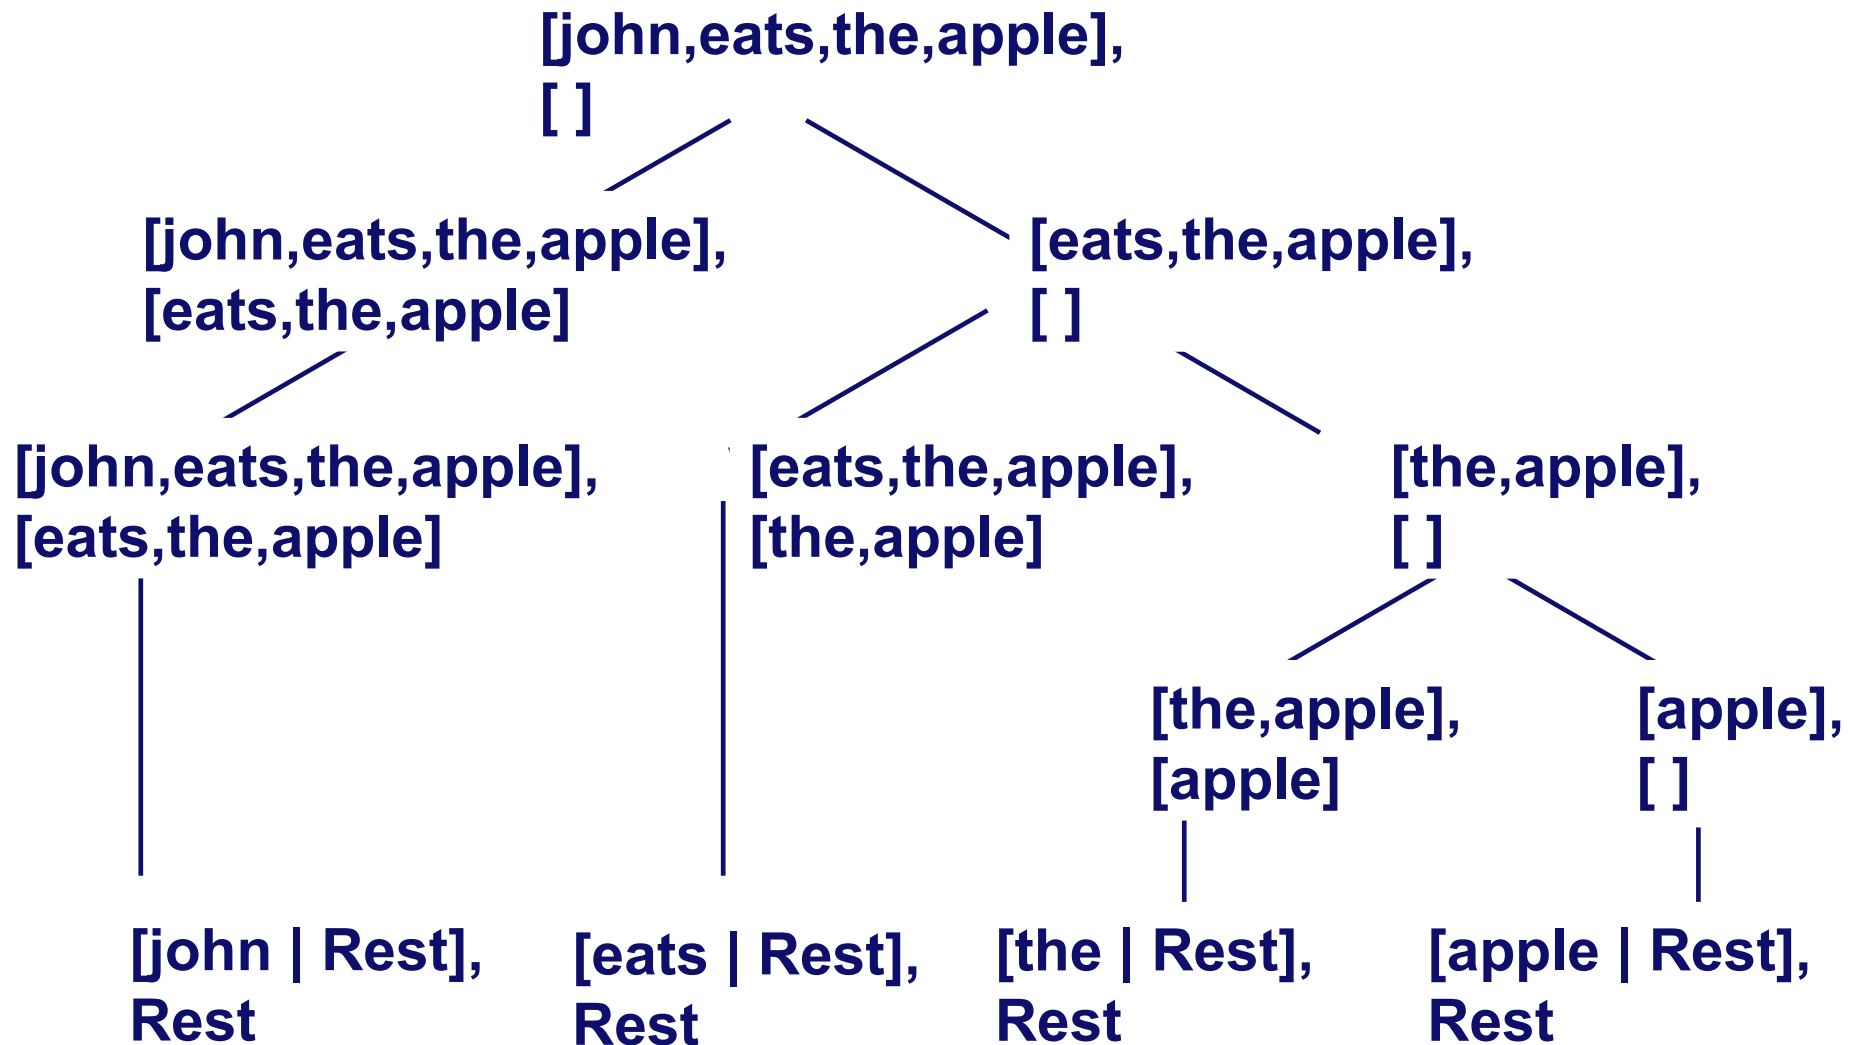 [john,eats,the,apple],
[ ]
[john,eats,the,apple],
[eats,the,apple]
[eats,the,apple],
[ ]
[john,eats,the,apple],
[eats,the,apple]
[eats,the,apple],
[the,apple]
[the,apple],
[ ]
[the,apple],
[apple]
[apple],
[ ]
[john | Rest],
Rest
[eats | Rest],
Rest
[the | Rest],
Rest
[apple | Rest],
Rest